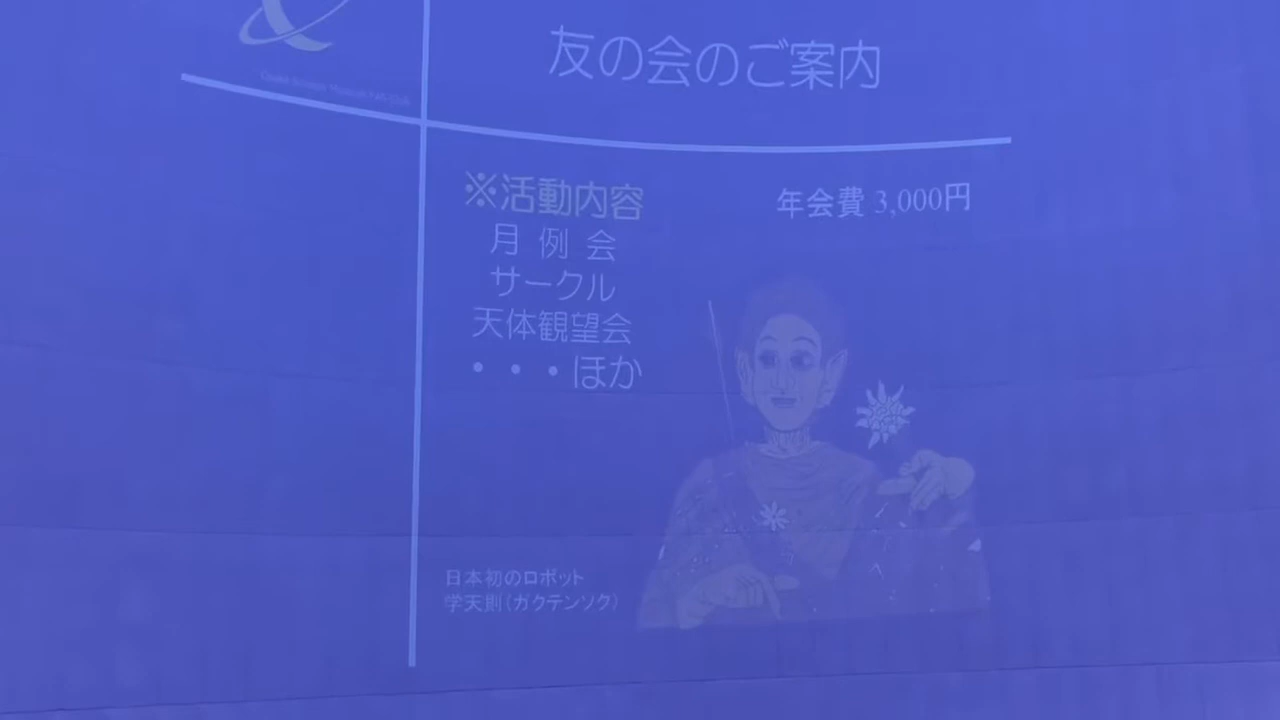 友の会のご案内
※活動内容
年会費 3,000円
月例会
サークル
天体観望会
・・・ほか
日本初のロボット
学天則(ガクテンソク)